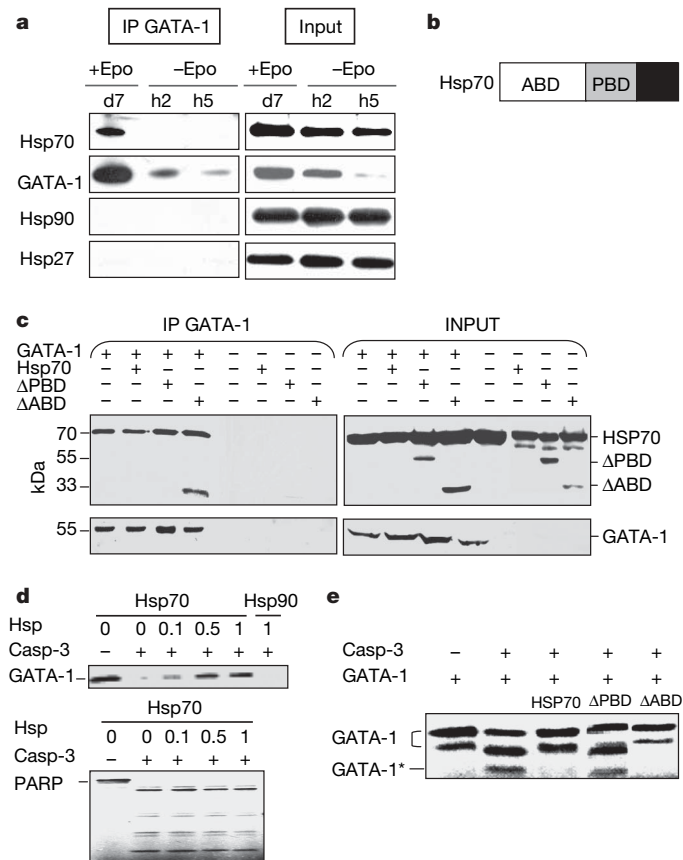 a
IP GATA-1
Input
+Epo –Epo +Epo –Epo
d7 h2 h5 d7 h2 h5
Hsp70
GATA-1
Hsp90
Hsp27
b
Hsp70 ABD PBD
c
IP GATA-1 INPUT
GATA-1 + + + + – – – – + + + + – – – –
Hsp70 – + – – – + – – – + – – – + – –
ΔPBD – – + – – – + – – – + – – – + –
ΔABD – – – + – – – + – – – + – – – +
kDa
70
55
33
55
HSP70
ΔPBD
ΔABD
GATA-1
d
Hsp70 Hsp90
Hsp 0 0 0.1 0.5 1 1
Casp-3 – + + + + +
GATA-1
Hsp70
Hsp 0 0 0.1 0.5 1
Casp-3 – + + + +
PARP
e
Casp-3 – + + + +
GATA-1 + + + + +
HSP70 ΔPBD ΔABD
GATA-1
GATA-1*